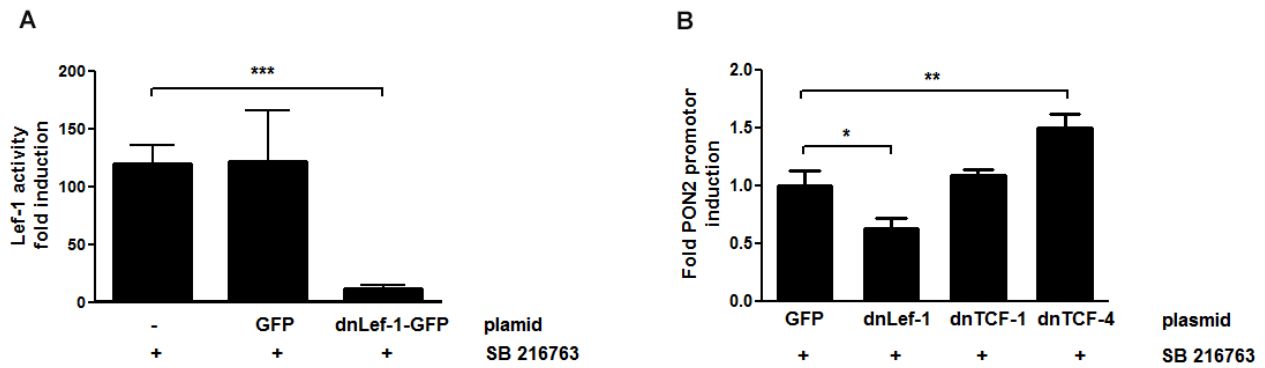 A
Lef-1 activity
fold induction
200
150
100
50
0
***
- GFP dnLef-1-GFP plamid
+ + + SB 216763
B
Fold PON2 promotor
induction
2.0
1.5
1.0
0.5
0.0
**
*
GFP dnLef-1 dnTCF-1 dnTCF-4 plasmid
+ + + + SB 216763